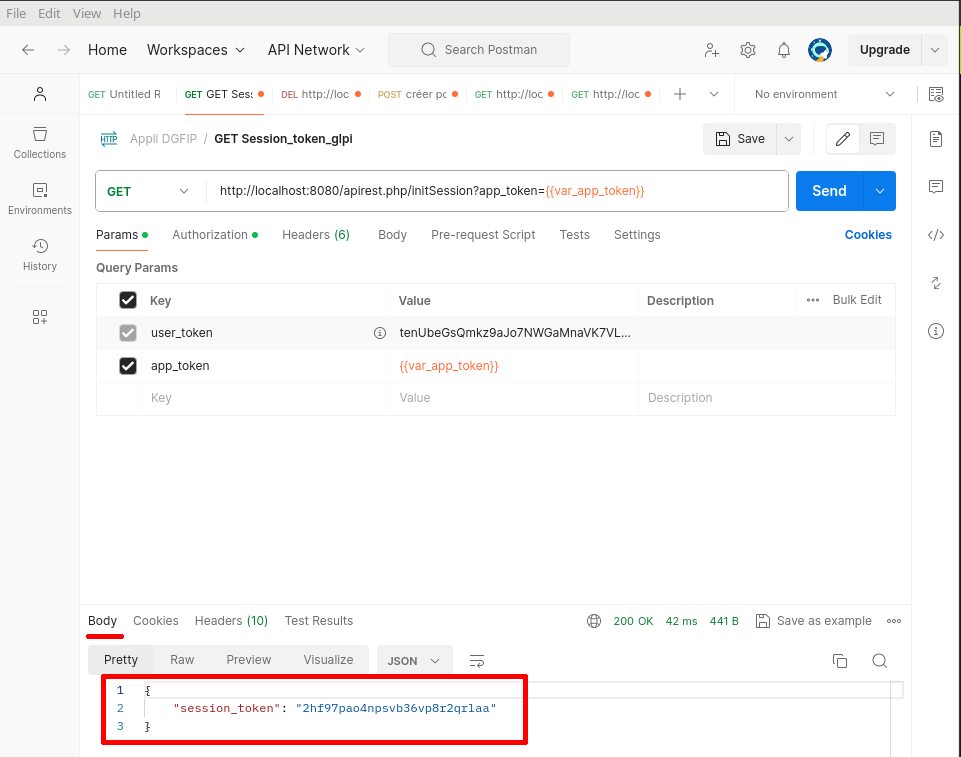 File Edit View Help
Home Workspaces API Network Search Postman Upgrade
GET Untitled R GET GET Sess DEL http://loc POST créer po GET http://loc GET http://loc No environment
Appli DGFIP / GET Session_token_glpi Save
GET http://localhost:8080/apirest.php/initSession?app_token={{var_app_token}} Send
Params Authorization Headers (6) Body Pre-request Script Tests Settings Cookies
Query Params
Key Value Description Bulk Edit
user_token tenUbeGsQmkz9aJo7NWGaMnaVK7VL...
app_token {{var_app_token}}
Key Value Description
Collections
Environments
History
Body Cookies Headers (10) Test Results 200 OK 42 ms 441 B Save as example
Pretty Raw Preview Visualize JSON
1 {
2 "session_token": "2hf97pao4npsvb36vp8r2qrlaa"
3 }